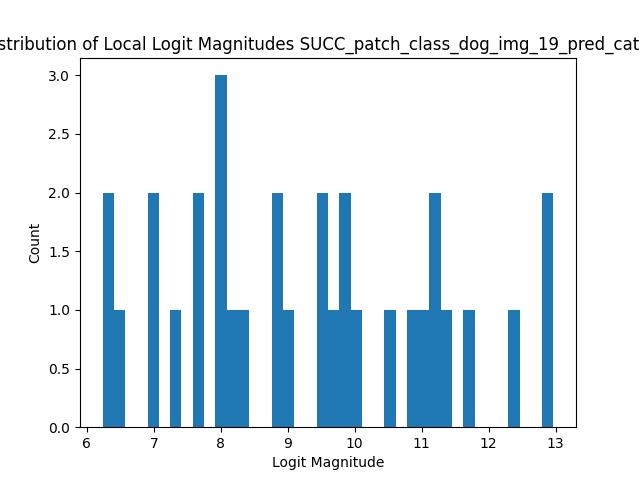 stribution of Local Logit Magnitudes SUCC_patch_class_dog_img_19_pred_cat
3.0
2.5
2.0
1.5
1.0
0.5
0.0
Count
6 7 8 9 10 11 12 13
Logit Magnitude